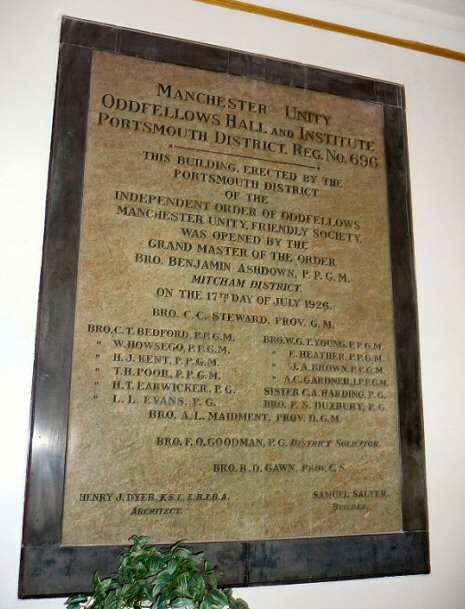 MANCHESTER UNITY
ODDFELLOWS HALL AND INSTITUTE
PORTSMOUTH DISTRICT. REG. NO. 696
THIS BUILDING, ERECTED BY THE
PORTSMOUTH DISTRICT
OF THE
INDEPENDENT ORDER OF ODDFELLOWS
MANCHESTER UNITY, FRIENDLY SOCIETY,
WAS OPENED BY THE
GRAND MASTER OF THE ORDER
BRO. BENJAMIN ASHDOWN, P. P. G. M.
MITCHAM DISTRICT.
ON THE 17TH DAY OF JULY 1926.
BRO. C. C. STEWARD, PROV. G. M.
BRO. C. T. BEDFORD, P.P. G. M. BRO. W. G. T. YOUNG, P. P. G. M.
" W. HOWSEGO, P. P. G. M. " E. HEATHER, P. P. G. M.
" H. J. KENT, P. P. G. M. " J. A. BROWN, P. P. G. M.
" T. H. POOR, P. P. G. M. " A. C. GARDNER, J.P. P. G. M.
" H. T. EARWICKER, P. G. SISTER C. A. HARDING, P. G.
" L. L. EVANS, P. G. BRO. F. S. DUZBURY, P. G.
BRO. A. L. MAIDMENT, PROV. D. G. M.
BRO. F. O. GOODMAN, P. G. DISTRICT SOLICITOR.
BRO. R. D. GAWN, PROV. C. S.
HENRY J. DYER, F. S. I., L. R. I. B. A. SAMUEL SALTER.
ARCHITECT. BUILDER.